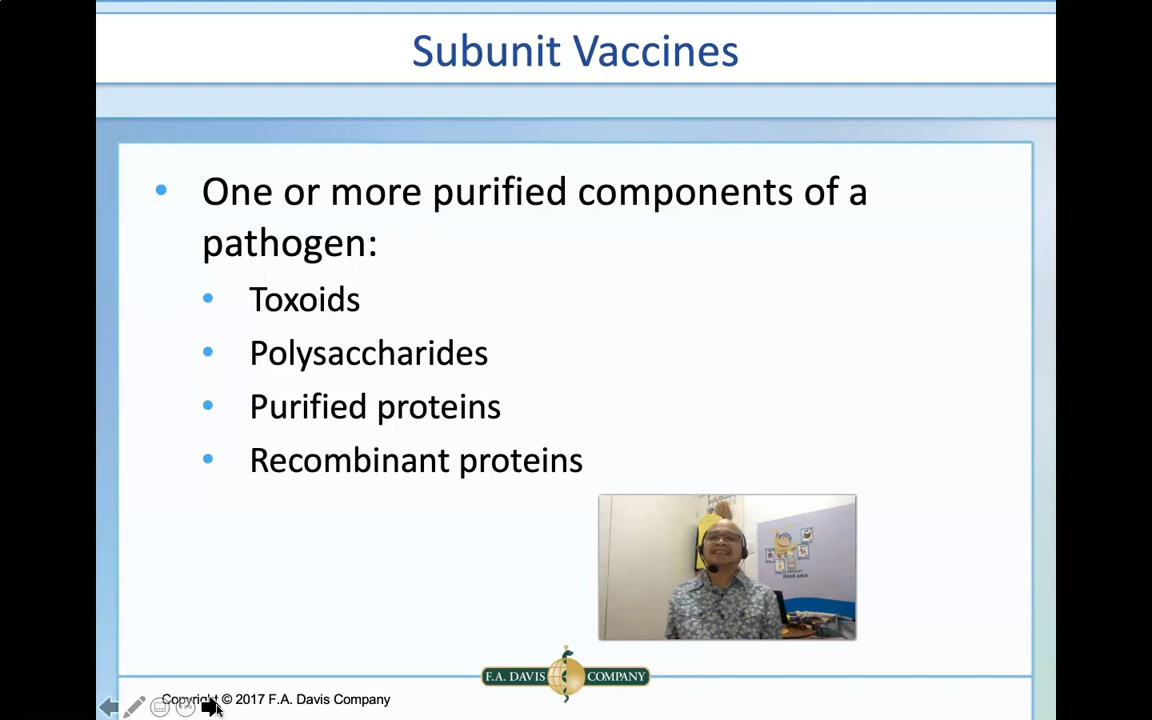 Subunit Vaccines
• One or more purified components of a
pathogen:
• Toxoids
• Polysaccharides
• Purified proteins
• Recombinant proteins
F.A. DAVIS COMPANY
Copyright © 2017 F.A. Davis Company